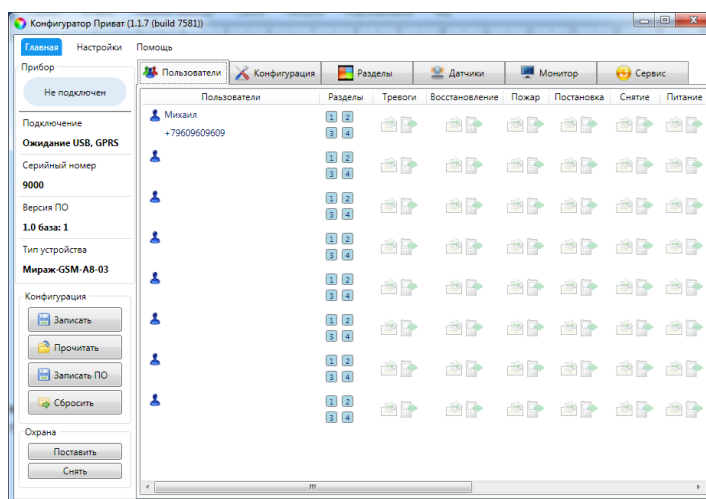 Конфигуратор Приват (1.1.7 (build 7581))
Главная Настройки Помощь
Прибор
Не подключен
Подключение
Ожидание USB, GPRS
Серийный номер
9000
Версия ПО
1.0 база: 1
Тип устройства
Мираж-GSM-A8-03
Конфигурация
Записать
Прочитать
Записать ПО
Сбросить
Охрана
Поставить
Снять
Пользователи Конфигурация Разделы Датчики Монитор Сервис
Пользователи Разделы Тревоги Восстановление Пожар Постановка Снятие Питание
Михаил 1 2
+79609609609 3 4
1 2
3 4
1 2
3 4
1 2
3 4
1 2
3 4
1 2
3 4
1 2
3 4
1 2
3 4